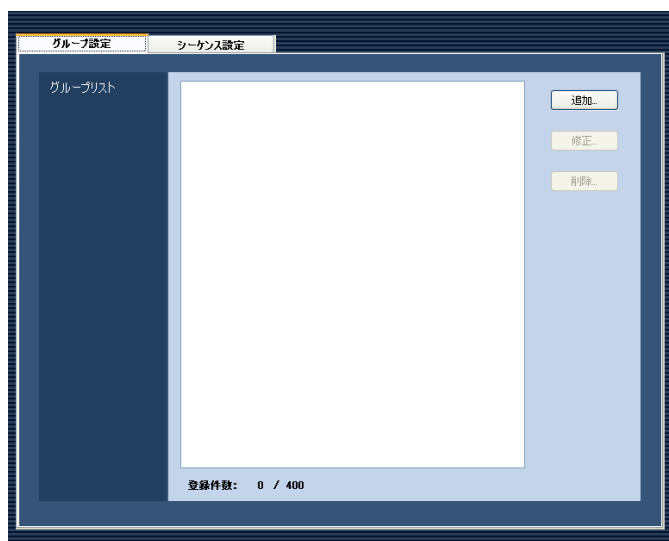 グループ設定 シーケンス設定
グループリスト
追加...
修正...
削除...
登録件数: 0 / 400